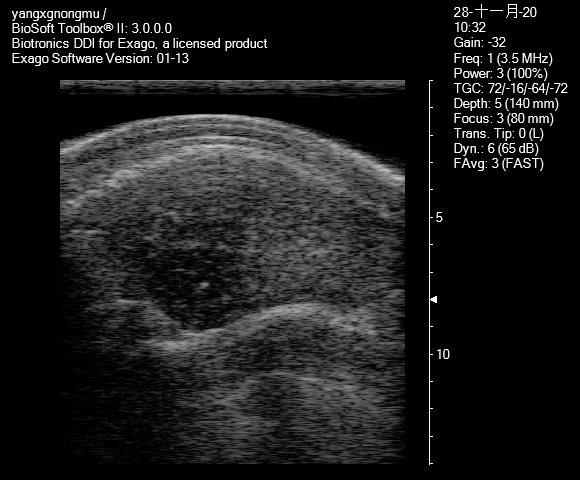 yangxgnongmu /
BioSoft Toolbox® II: 3.0.0.0
Biotronics DDI for Exago, a licensed product
Exago Software Version: 01-13
28-十一月-20
10:32
Gain: -32
Freq: 1 (3.5 MHz)
Power: 3 (100%)
TGC: 72/-16/-64/-72
Depth: 5 (140 mm)
Focus: 3 (80 mm)
Trans. Tip: 0 (L)
Dyn.: 6 (65 dB)
FAvg: 3 (FAST)
5
10